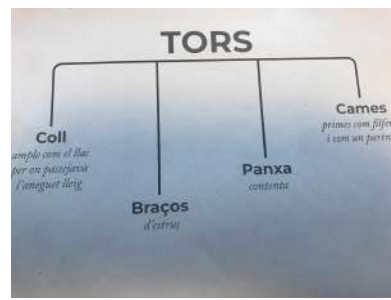 TORS
Coll
ample com el llac
per on passejava
l'aneguet lleig
Braços
d'estruç
Panxa
contenta
Cames
primes com
i com un